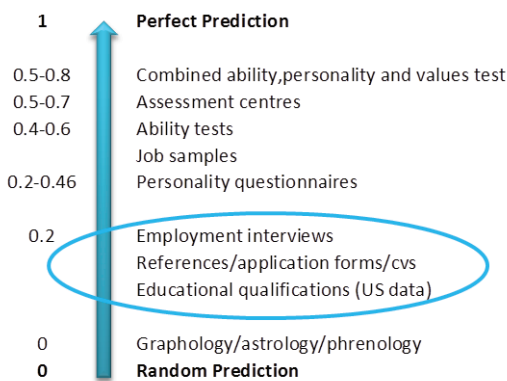 1 Perfect Prediction
0.5-0.8 Combined ability,personality and values test
0.5-0.7 Assessment centres
0.4-0.6 Ability tests
Job samples
0.2-0.46 Personality questionnaires
0.2 Employment interviews
References/application forms/cvs
Educational qualifications (US data)
0 Graphology/astrology/phrenology
0 Random Prediction